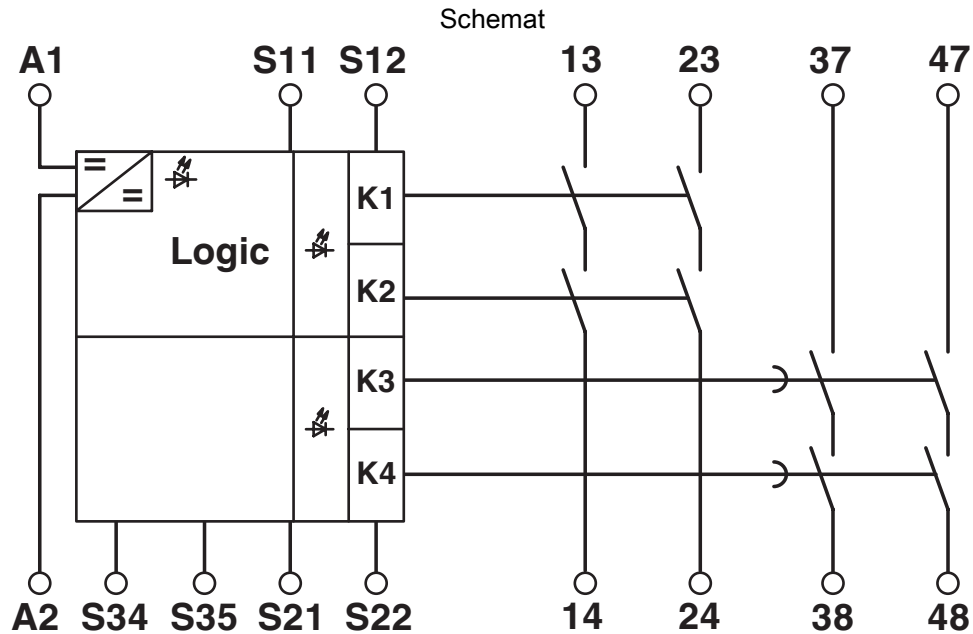 Schemat
A1 S11 S12 13 23 37 47
K1
Logic
K2
K3
K4
A2 S34 S35 S21 S22 14 24 38 48